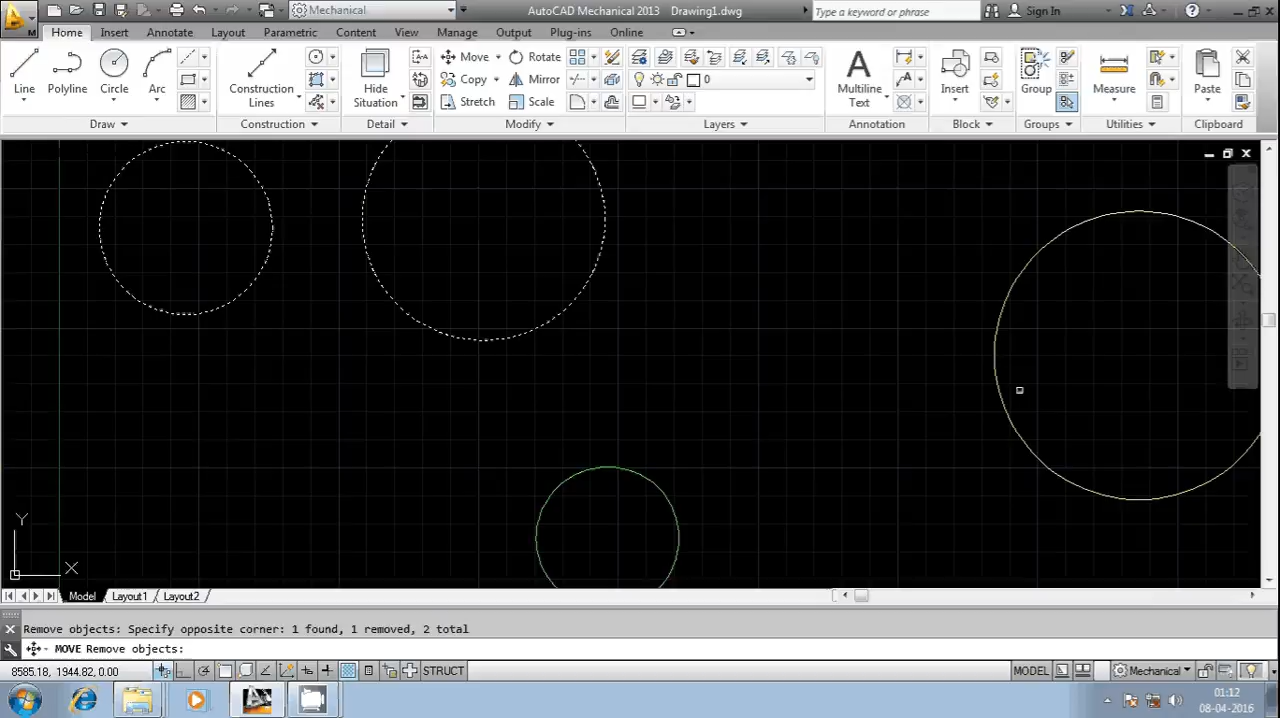 Mechanical
AutoCAD Mechanical 2013 Drawing1.dwg
Type a keyword or phrase
Sign In
M
Home Insert Annotate Layout Parametric Content View Manage Output Plug-ins Online
Line Polyline Circle Arc
Construction Lines
Hide Situation
Move Rotate
Copy Mirror
Stretch Scale
0
Multiline Text
Insert
Group
Measure
Paste
Draw Construction Detail Modify Layers Annotation Block Groups Utilities Clipboard
Y
X
Model Layout1 Layout2
Remove objects: Specify opposite corner: 1 found, 1 removed, 2 total
MOVE Remove objects:
8585.18, 1944.82, 0.00
STRUCT
MODEL
Mechanical
01:12
08-04-2016